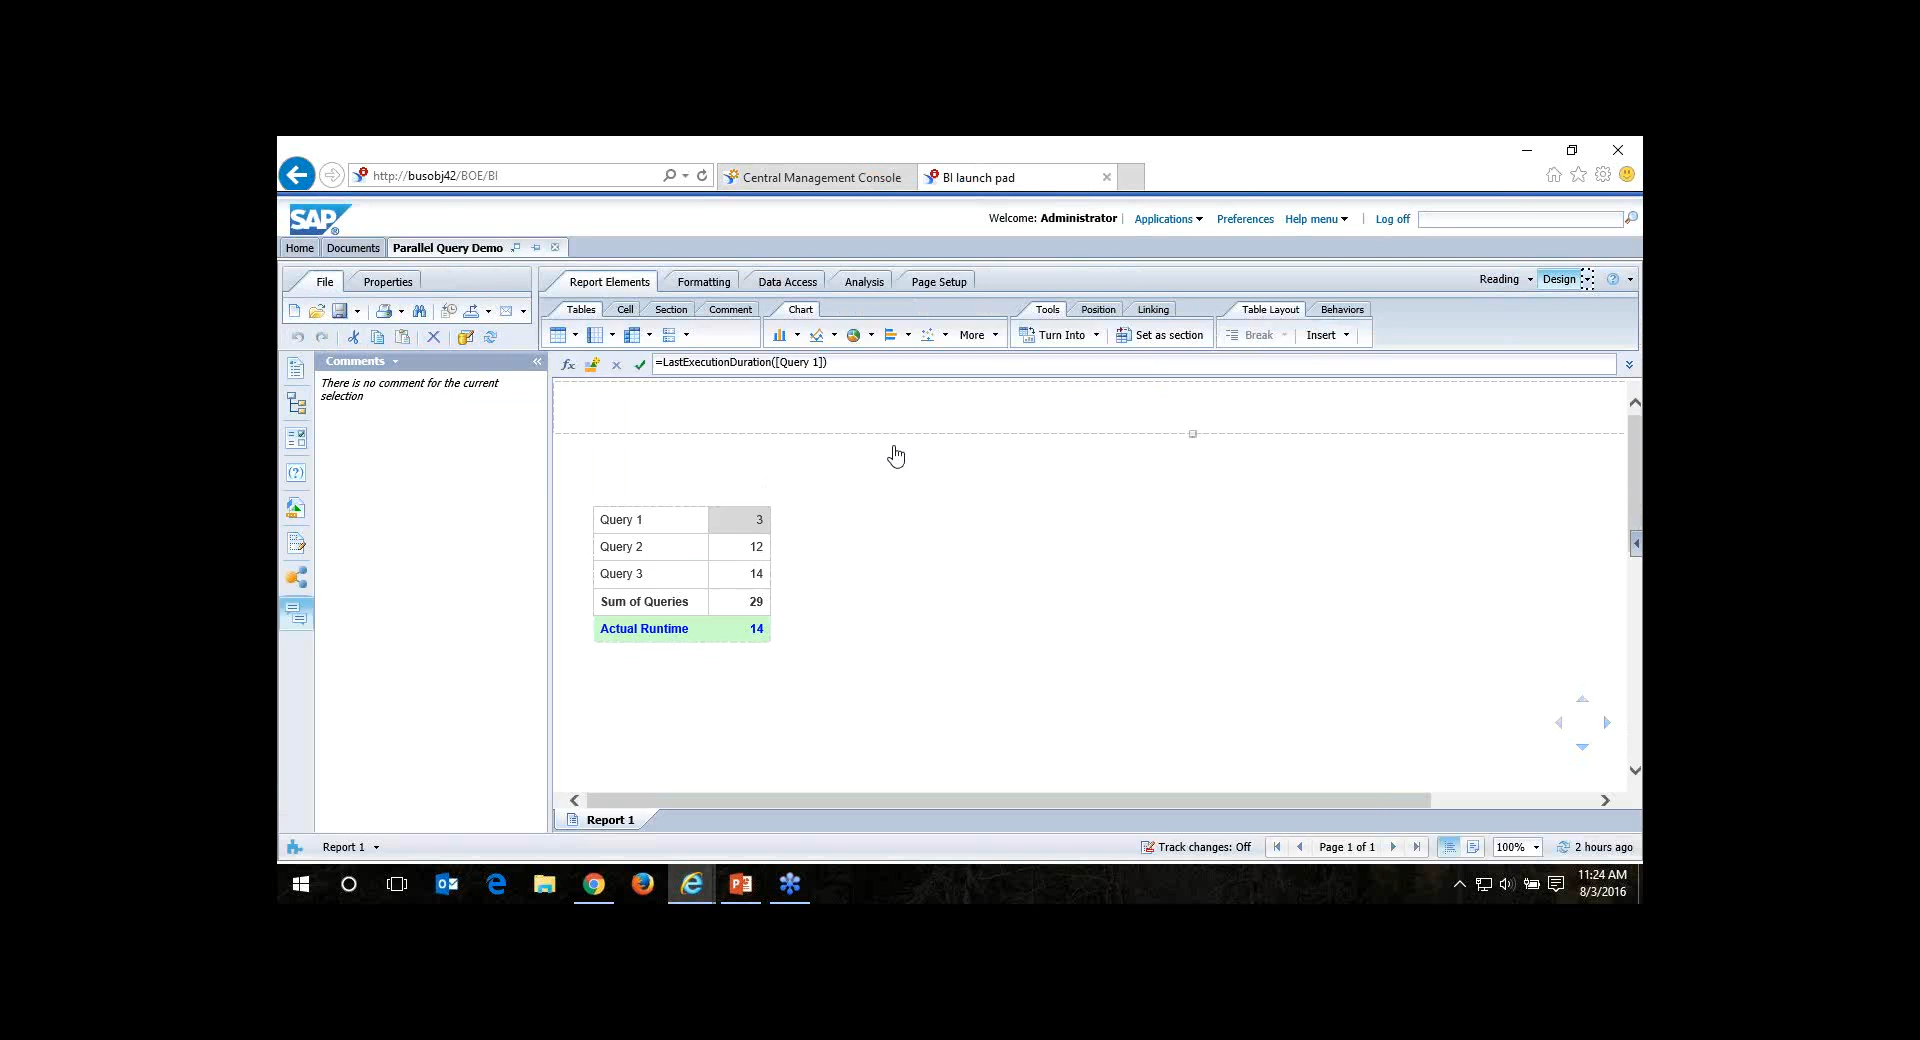 http://busobj42/BOE/BI
Central Management Console
BI launch pad
SAP
Welcome: Administrator
Applications
Preferences
Help menu
Log off
Home
Documents
Parallel Query Demo
File
Properties
Report Elements
Formatting
Data Access
Analysis
Page Setup
Reading
Design
Tables
Cell
Section
Comment
Chart
Tools
Position
Linking
Table Layout
Behaviors
More
Turn Into
Set as section
Break
Insert
Comments
=LastExecutionDuration([Query 1])
There is no comment for the current
selection
Query 1 3
Query 2 12
Query 3 14
Sum of Queries 29
Actual Runtime 14
Report 1
Report 1
Track changes: Off
Page 1 of 1
100%
2 hours ago
11:24 AM
8/3/2016